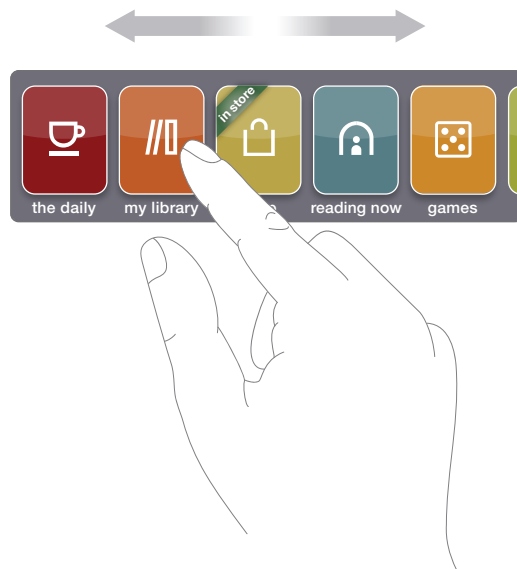 in store
the daily
my library
reading now
games